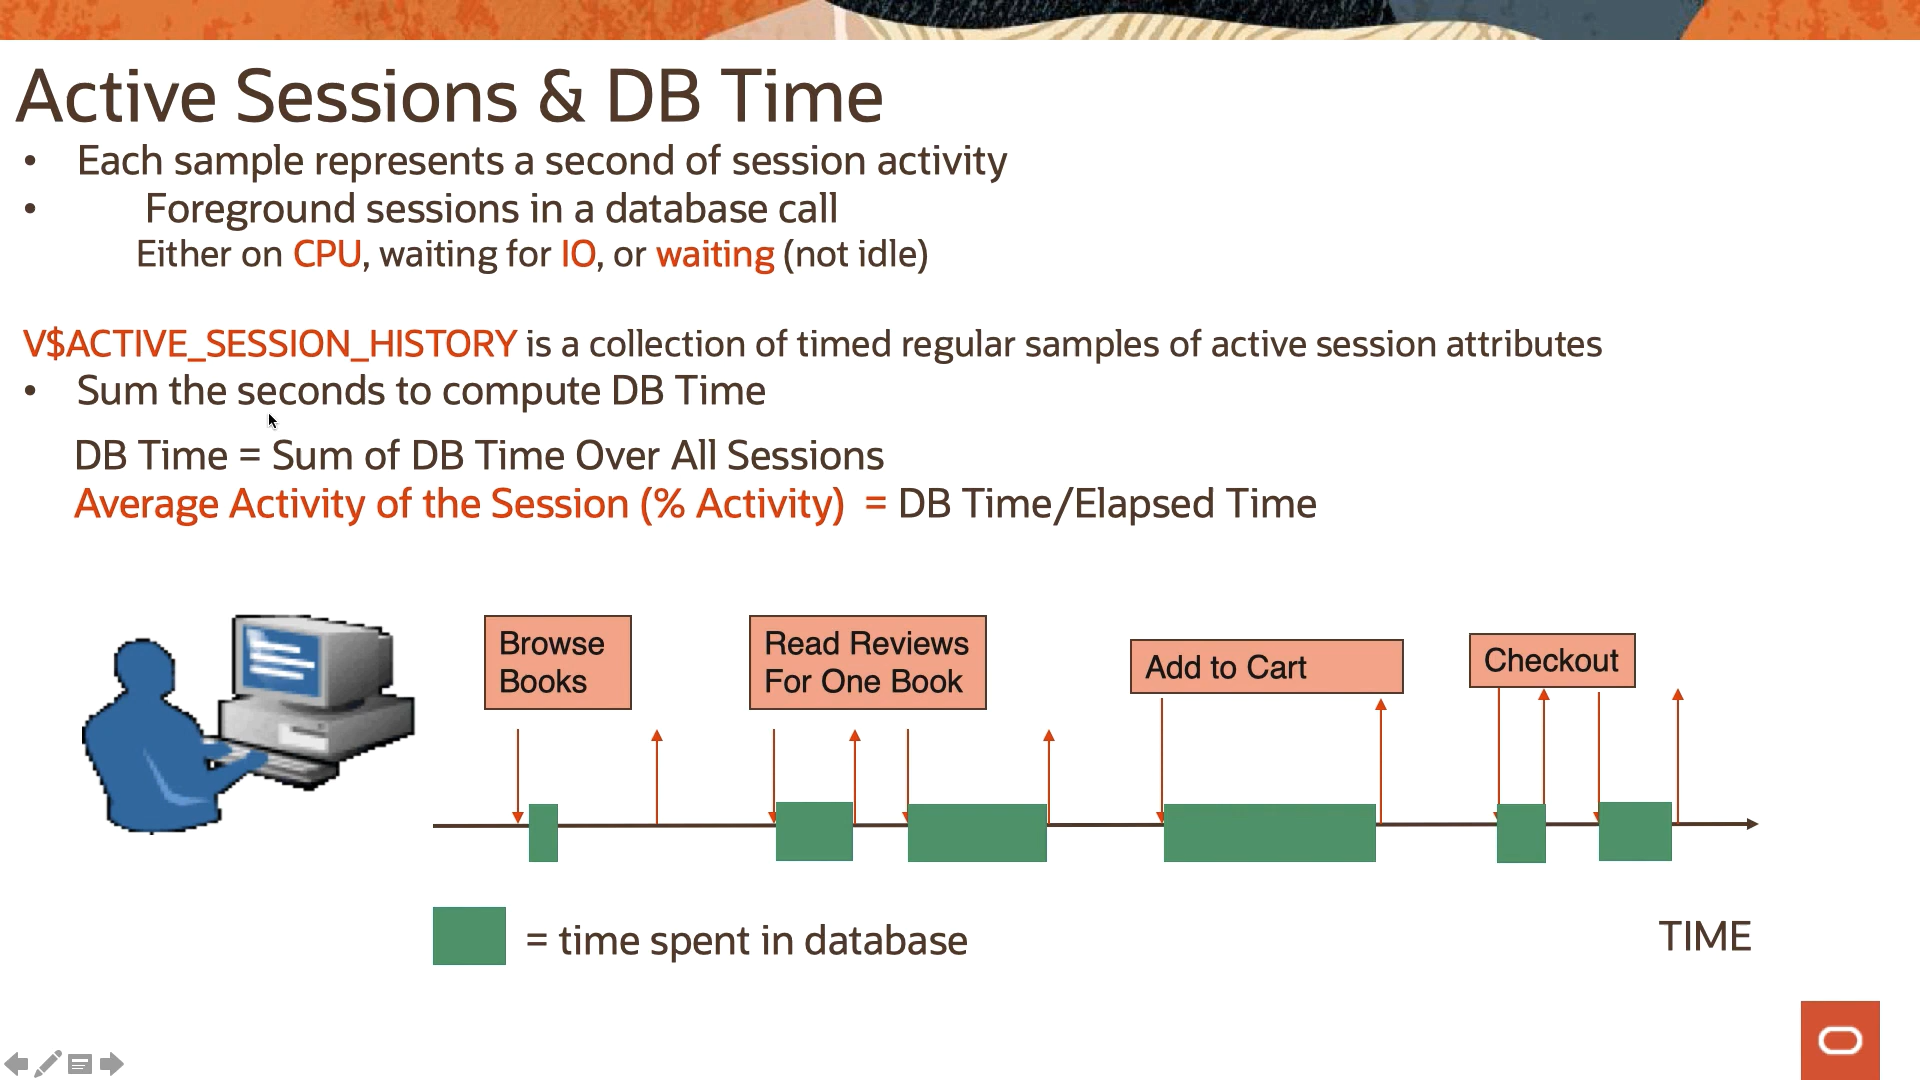 Active Sessions & DB Time
• Each sample represents a second of session activity
• Foreground sessions in a database call
Either on CPU, waiting for IO, or waiting (not idle)
V$ACTIVE_SESSION_HISTORY is a collection of timed regular samples of active session attributes
• Sum the seconds to compute DB Time
DB Time = Sum of DB Time Over All Sessions
Average Activity of the Session (% Activity) = DB Time/Elapsed Time
Browse
Books
Read Reviews
For One Book
Add to Cart
Checkout
= time spent in database
TIME